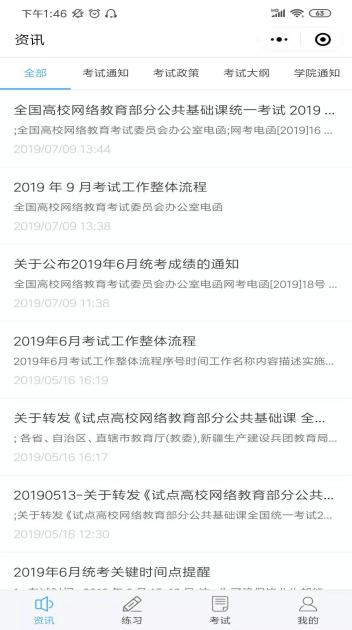 下午1:46
63
资讯
全部
考试通知
考试政策
考试大纲
学院通知
全国高校网络教育部分公共基础课统一考试 2019 ...
;全国高校网络教育考试委员会办公室电函;网考电函[2019]16 ...
2019/07/09 13:44
2019 年 9 月考试工作整体流程
全国高校网络教育考试委员会办公室电函
2019/07/09 13:38
关于公布2019年6月统考成绩的通知
全国高校网络教育考试委员会办公室电函网考电函[2019]18号 ...
2019/07/09 11:38
2019年6月考试工作整体流程
2019年6月考试工作整体流程序号时间工作名称内容描述实施...
2019/05/16 16:19
关于转发《试点高校网络教育部分公共基础课 全...
; 各省、自治区、直辖市教育厅(教委),新疆生产建设兵团教育局...
2019/05/16 16:17
20190513-关于转发《试点高校网络教育部分公共...
;关于转发《试点高校网络教育部分公共基础课全国统一考试2...
2019/05/16 12:30
2019年6月统考关键时间点提醒
资讯
练习
考试
我的